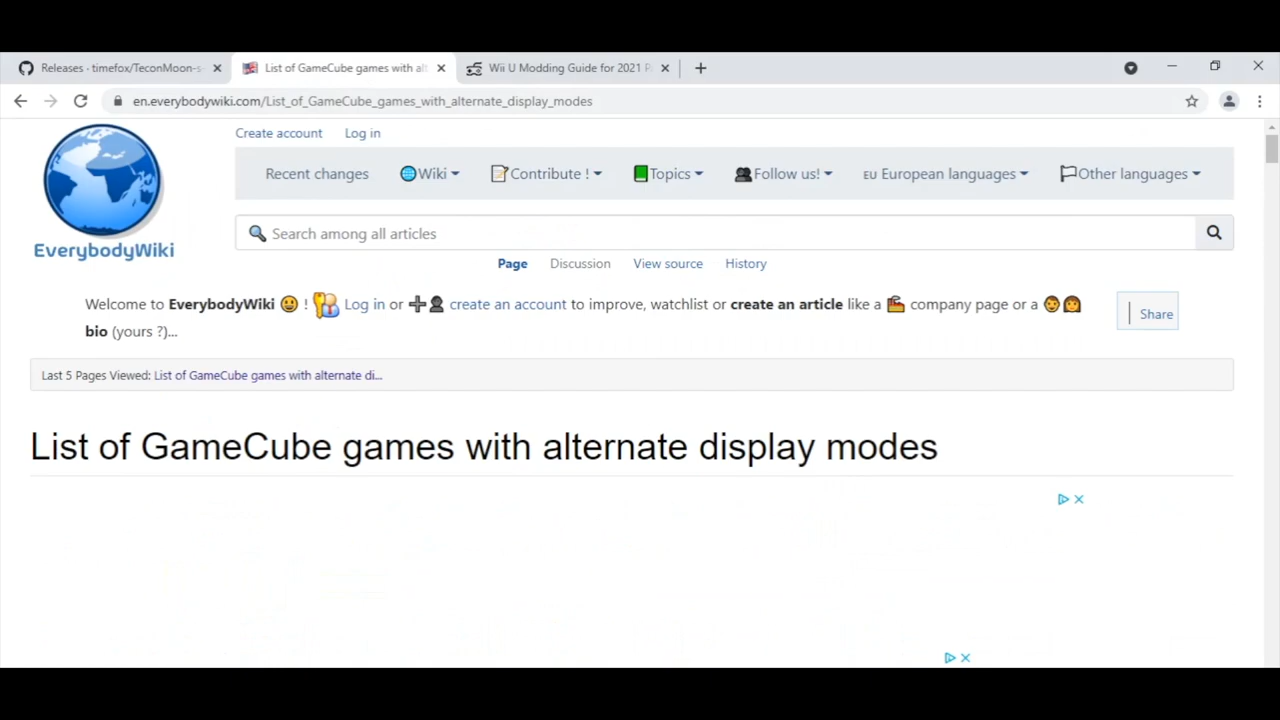 Releases · timefox/TeconMoon-s-
List of GameCube games with alt
Wii U Modding Guide for 2021 P
en.everybodywiki.com/List_of_GameCube_games_with_alternate_display_modes
Create account Log in
Recent changes Wiki Contribute ! Topics Follow us! EU European languages Other languages
EverybodyWiki
Search among all articles
Page Discussion View source History
Welcome to EverybodyWiki ! Log in or create an account to improve, watchlist or create an article like a company page or a
bio (yours ?)...
Share
Last 5 Pages Viewed: List of GameCube games with alternate di...
List of GameCube games with alternate display modes